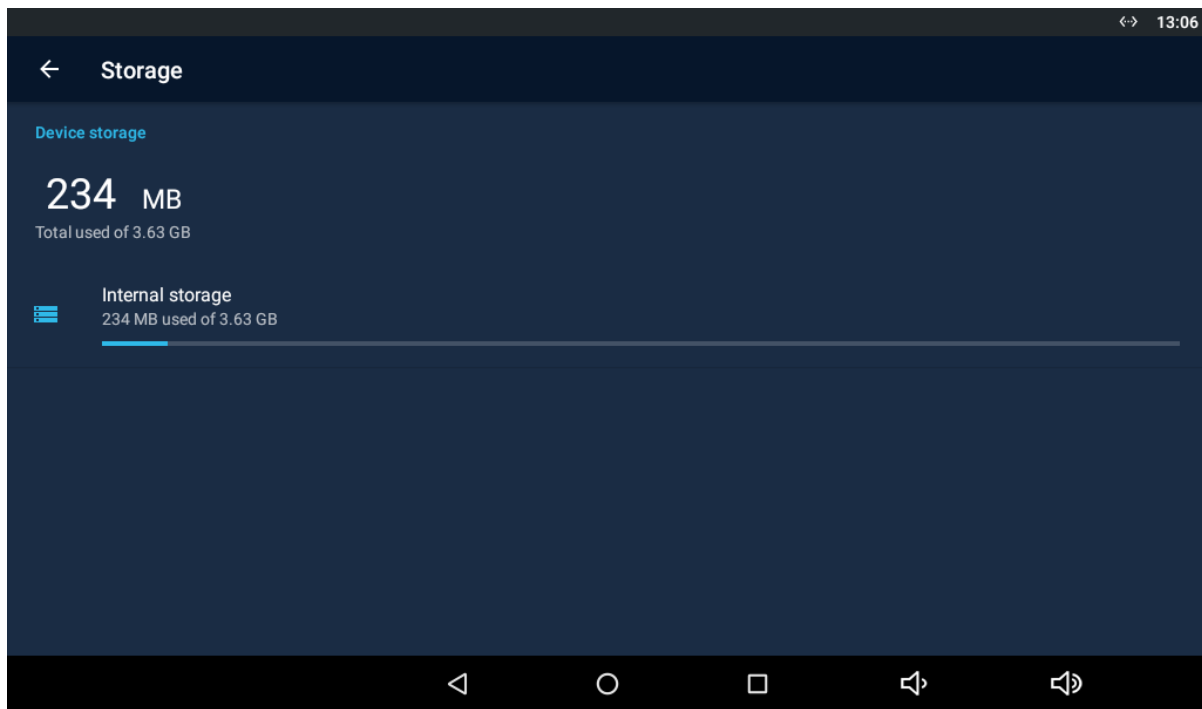 13:06
Storage
Device storage
234 MB
Total used of 3.63 GB
Internal storage
234 MB used of 3.63 GB